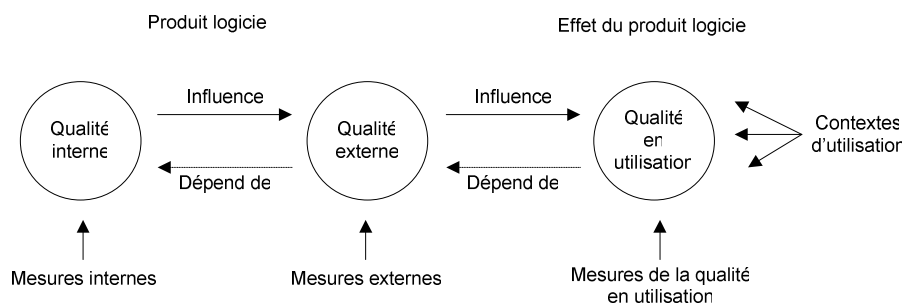 Produit logicie
Effet du produit logicie
Influence
Influence
Qualité
interne
Qualité
externe
Qualité
en
utilisation
Contextes
d'utilisation
Dépend de
Dépend de
Mesures internes
Mesures externes
Mesures de la qualité
en utilisation